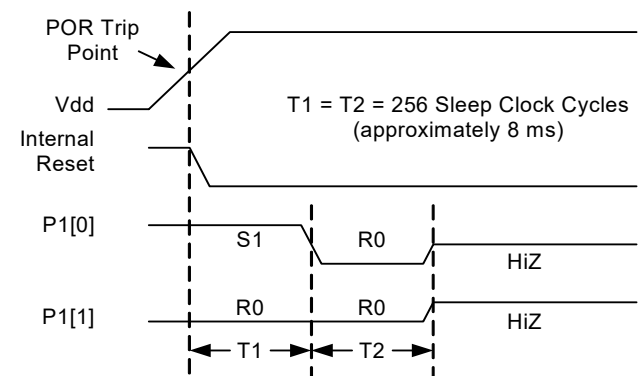 POR Trip
Point
Vdd
T1 = T2 = 256 Sleep Clock Cycles
(approximately 8 ms)
Internal
Reset
P1[0]
S1
R0
HiZ
P1[1]
R0
R0
HiZ
T1
T2